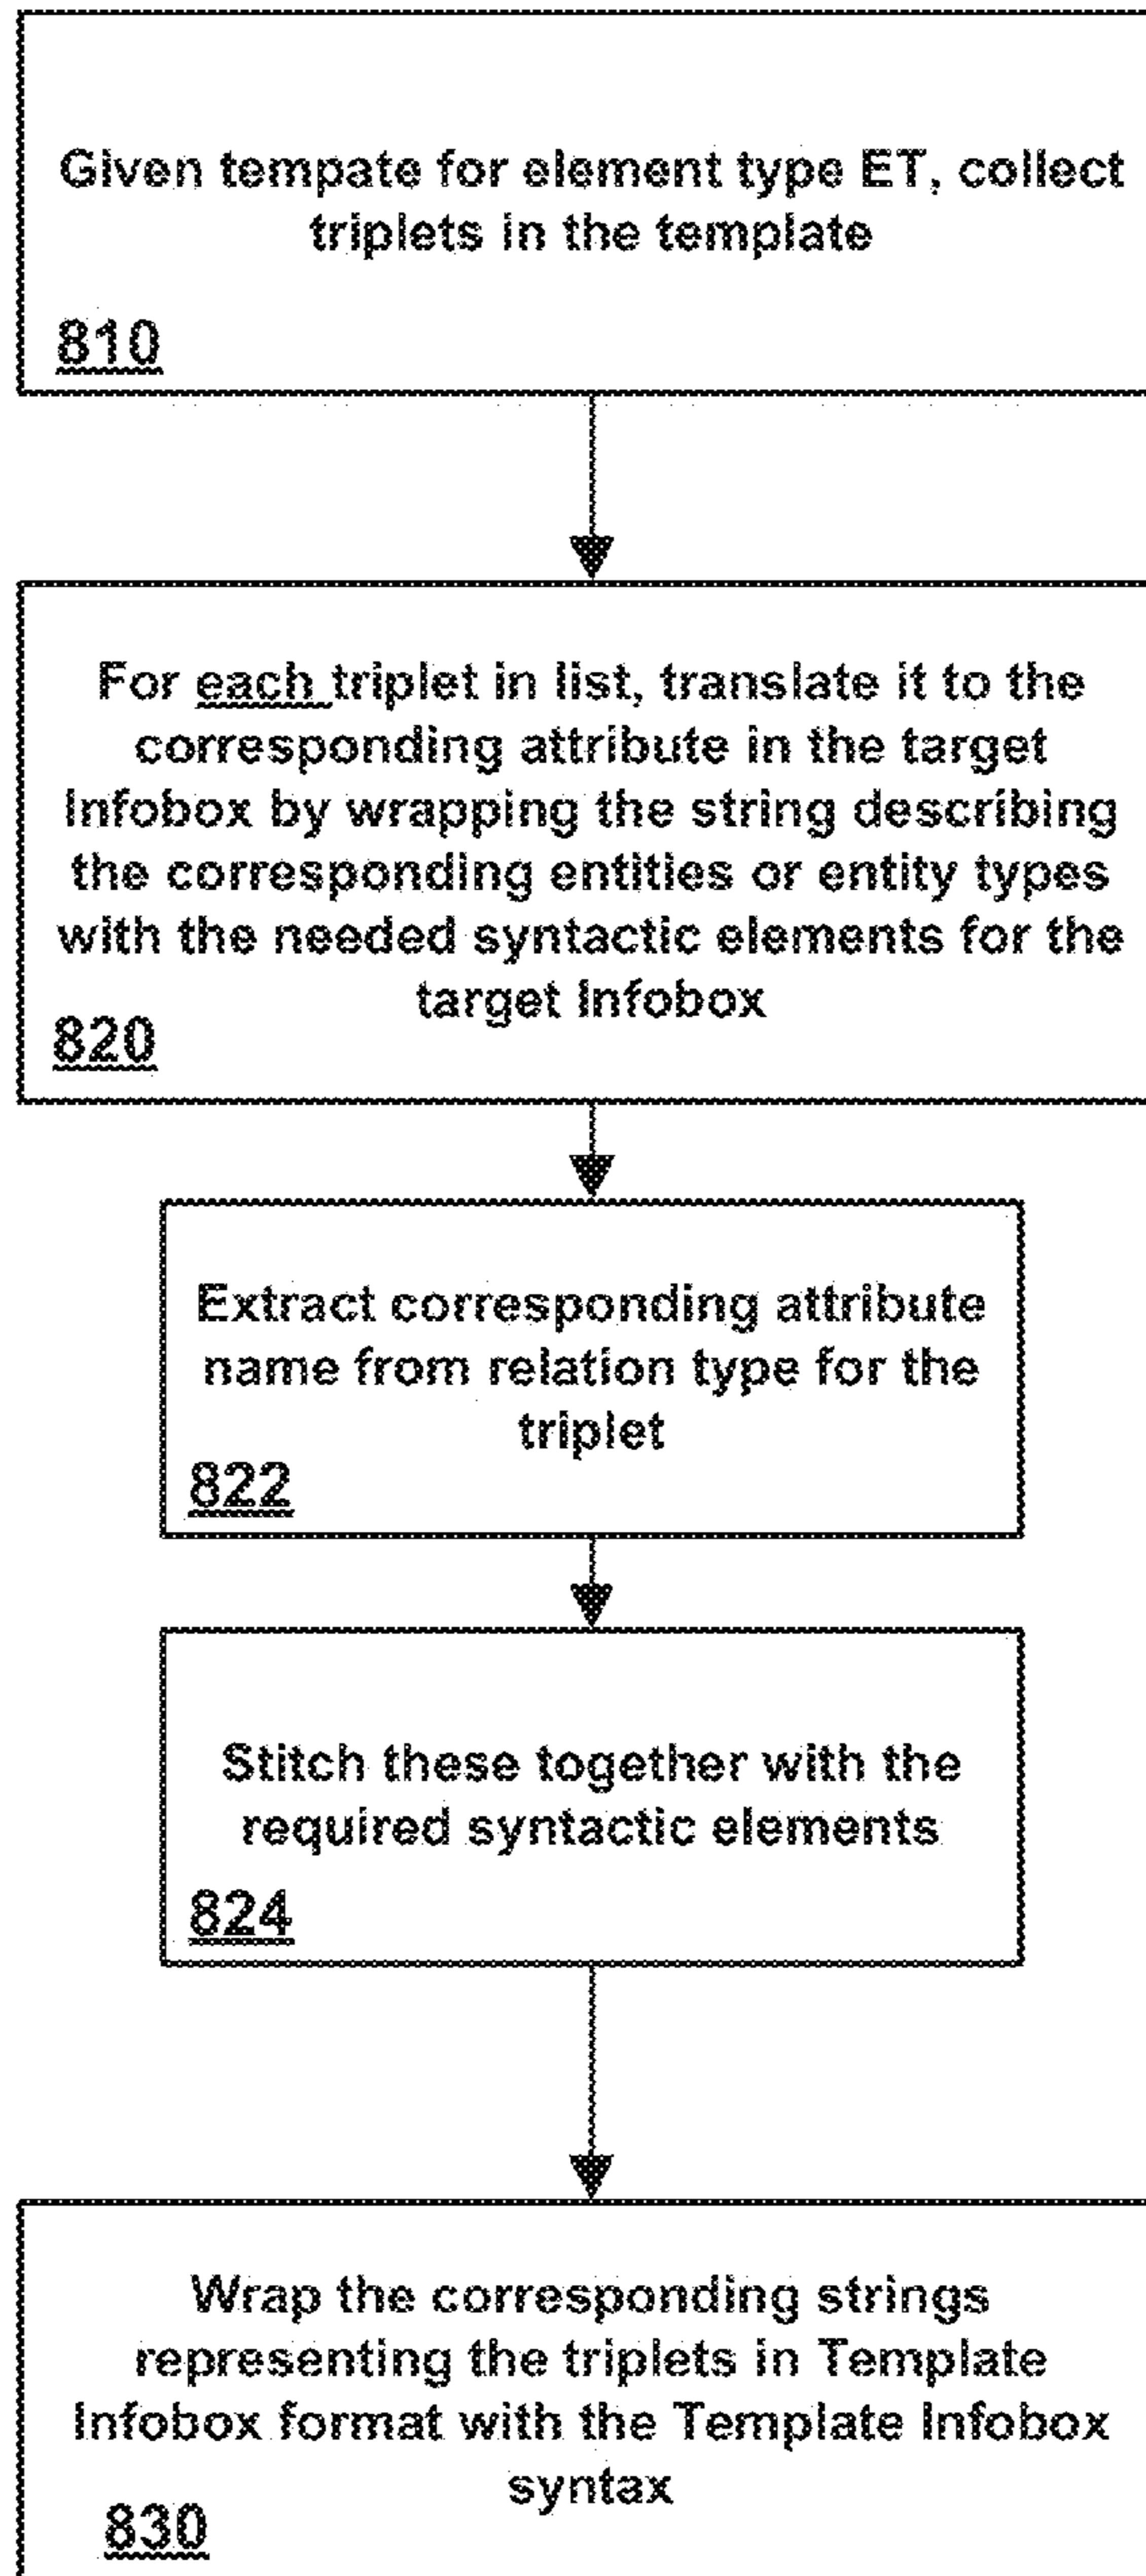 Given tempate for element type ET, collect
triplets in the template
810
For each triplet in list, translate it to the
corresponding attribute in the target
Infobox by wrapping the string describing
the corresponding entities or entity types
with the needed syntactic elements for the
target Infobox
820
Extract corresponding attribute
name from relation type for the
triplet
822
Stitch these together with the
required syntactic elements
824
Wrap the corresponding strings
representing the triplets in Template
Infobox format with the Template Infobox
syntax
830